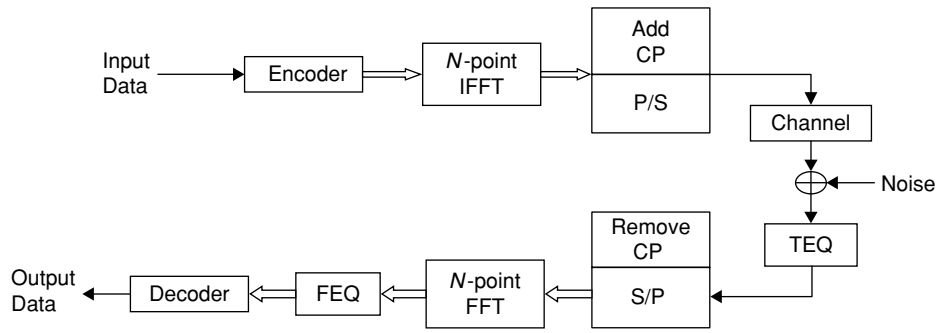 Input
Data
Encoder
N-point
IFFT
Add
CP
P/S
Channel
Noise
TEQ
Remove
CP
S/P
N-point
FFT
FEQ
Decoder
Output
Data